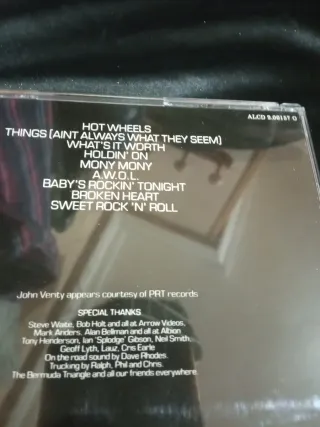 ALCD 9.00187 O
HOT WHEELS
THINGS (AINT ALWAYS WHAT THEY SEEM)
WHAT'S IT WORTH
HOLDIN' ON
MONY MONY
A.W.O.L.
BABY'S ROCKIN' TONIGHT
BROKEN HEART
SWEET ROCK 'N' ROLL
John Verity appears courtesy of PRT records
SPECIAL THANKS
Steve Waite, Bob Holt and all at Arrow Videos,
Mark Anders, Alan Bellman and all at Albion
Tony Henderson, Ian 'Splodge' Gibson, Neil Smith.
Geoff Lyth, Lauz, Cris Earle
On the road sound by Dave Rhodes.
Trucking by Ralph, Phil and Chris.
The Bermuda Triangle and all our friends everywhere.